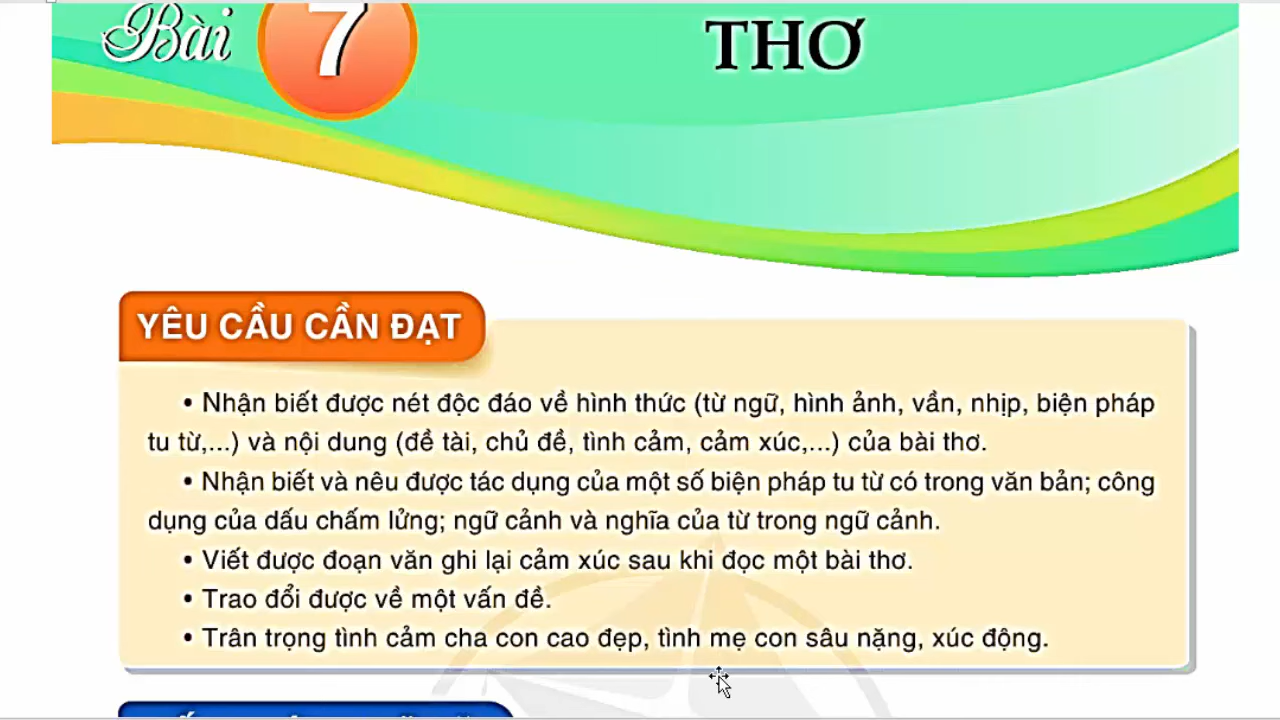 Bài 7 THƠ
YÊU CẦU CẦN ĐẠT
• Nhận biết được nét độc đáo về hình thức (từ ngữ, hình ảnh, vần, nhịp, biện pháp
tu từ,...) và nội dung (đề tài, chủ đề, tình cảm, cảm xúc,...) của bài thơ.
• Nhận biết và nêu được tác dụng của một số biện pháp tu từ có trong văn bản; công
dụng của dấu chấm lửng; ngữ cảnh và nghĩa của từ trong ngữ cảnh.
• Viết được đoạn văn ghi lại cảm xúc sau khi đọc một bài thơ.
• Trao đổi được về một vấn đề.
• Trân trọng tình cảm cha con cao đẹp, tình mẹ con sâu nặng, xúc động.